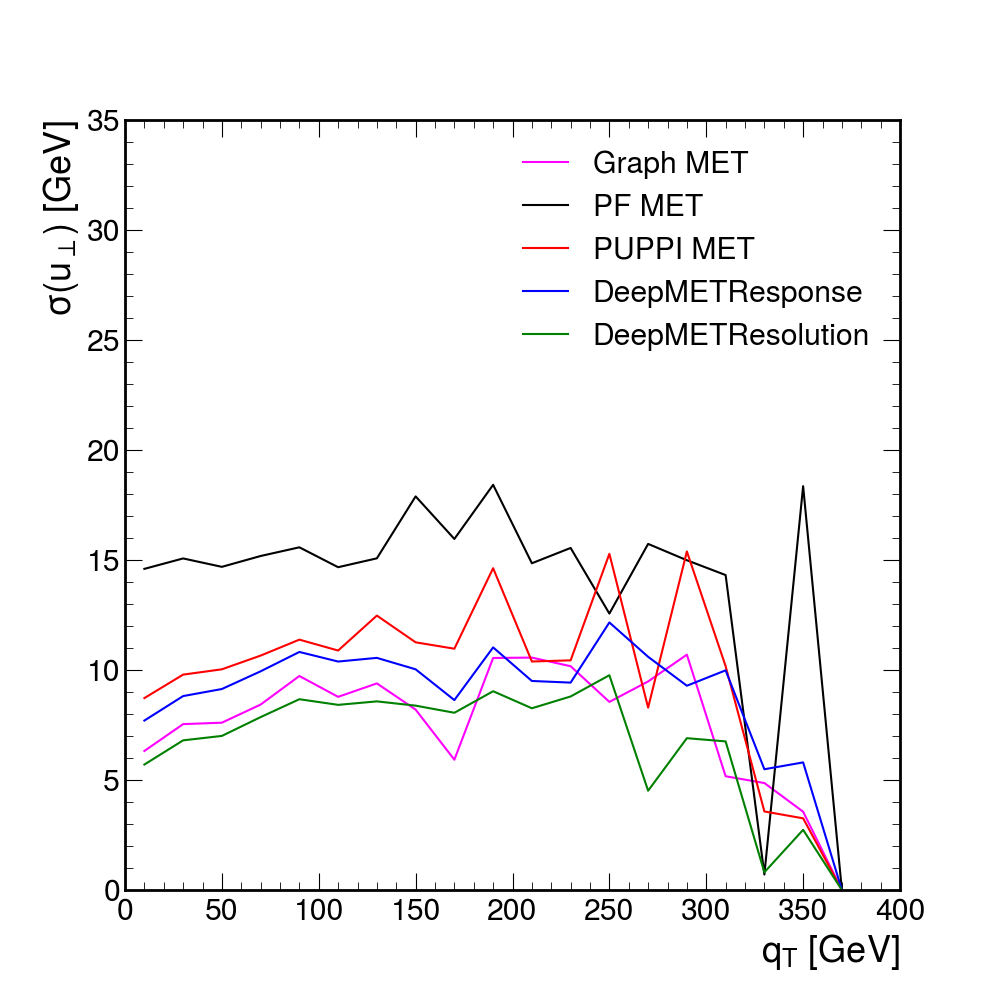 σ(u⊥) [GeV]
35
30
25
20
15
10
5
0
Graph MET
PF MET
PUPPI MET
DeepMETResponse
DeepMETResolution
0 50 100 150 200 250 300 350 400
qT [GeV]